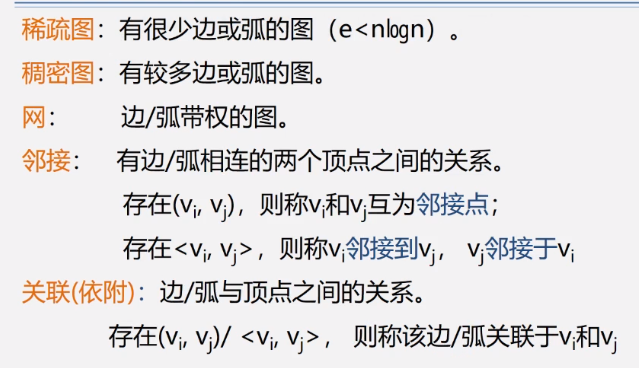 稀疏图：有很少边或弧的图（e<nlogn）。
稠密图：有较多边或弧的图。
网： 边/弧带权的图。
邻接： 有边/弧相连的两个顶点之间的关系。
存在(vi, vj)，则称vi和vj互为邻接点；
存在<vi, vj>，则称vi邻接到vj， vj邻接于vi
关联(依附)：边/弧与顶点之间的关系。
存在(vi, vj)/ <vi, vj>， 则称该边/弧关联于vi和vj